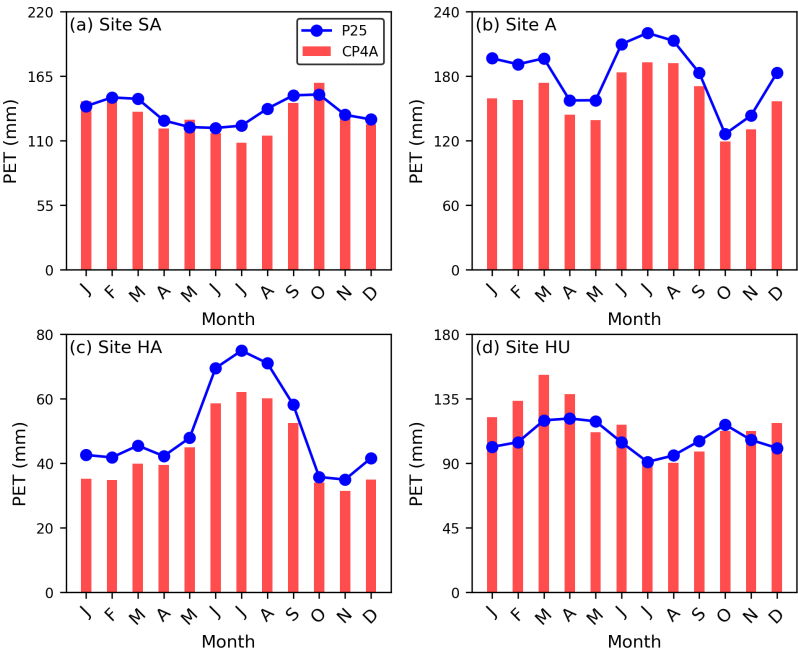 (a) Site SA
P25
CP4A
PET (mm)
220
165
110
55
0
J F M A M J J A S O N D
Month
(b) Site A
PET (mm)
240
180
120
60
0
J F M A M J J A S O N D
Month
(c) Site HA
PET (mm)
80
60
40
20
0
J F M A M J J A S O N D
Month
(d) Site HU
PET (mm)
180
135
90
45
0
J F M A M J J A S O N D
Month